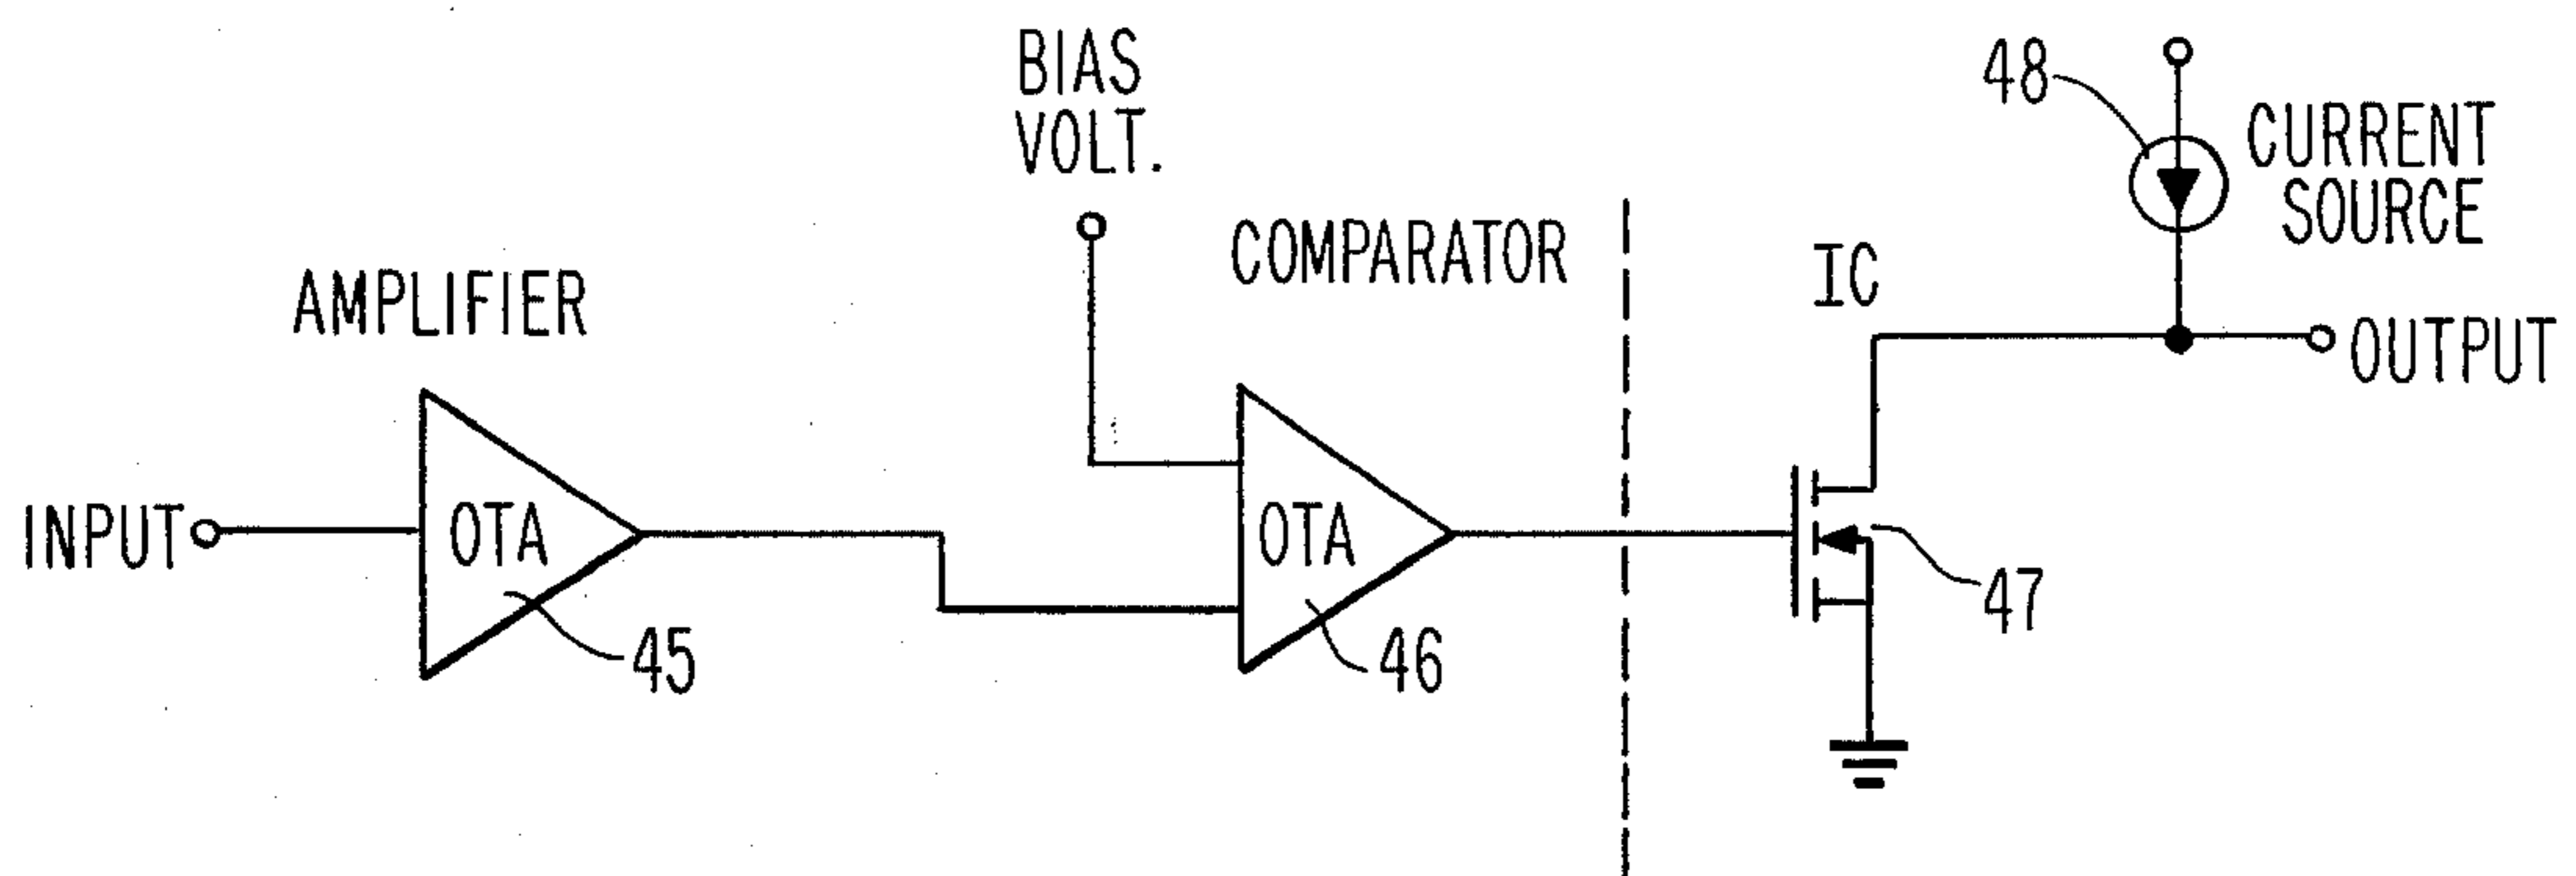 BIAS
VOLT.
48
CURRENT
SOURCE
COMPARATOR
IC
AMPLIFIER
OUTPUT
INPUT
OTA
OTA
45
46
47